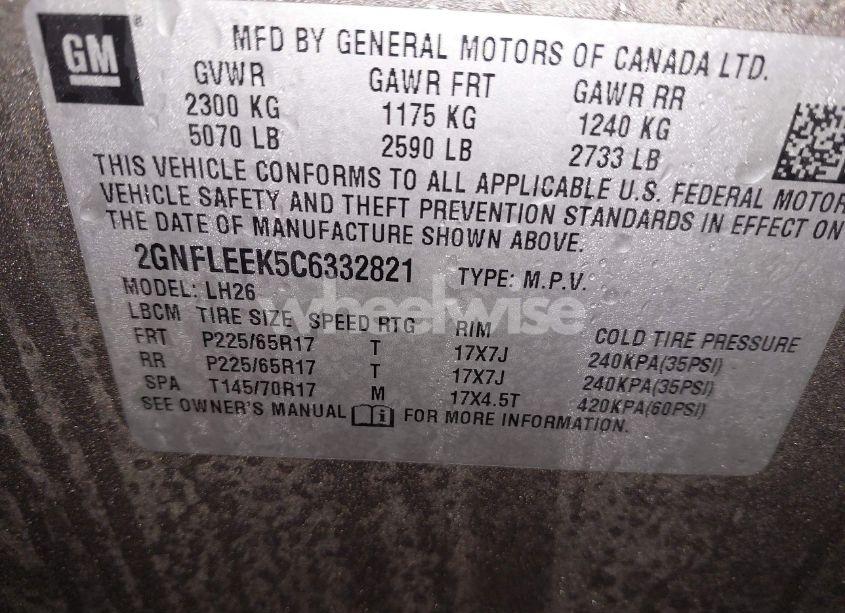 GM
MFD BY GENERAL MOTORS OF CANADA LTD.
GVWR GAWR FRT GAWR RR
2300 KG 1175 KG 1240 KG
5070 LB 2590 LB 2733 LB
THIS VEHICLE CONFORMS TO ALL APPLICABLE U.S. FEDERAL MOTOR
VEHICLE SAFETY AND THEFT PREVENTION STANDARDS IN EFFECT ON
THE DATE OF MANUFACTURE SHOWN ABOVE.
2GNFLEEK5C6332821 TYPE: M.P.V.
MODEL: LH26
wheelwise
LBCM TIRE SIZE SPEED RTG RIM COLD TIRE PRESSURE
FRT P225/65R17 T 17X7J 240KPA(35PSI)
RR P225/65R17 T 17X7J 240KPA(35PSI)
SPA T145/70R17 M 17X4.5T 420KPA(60PSI)
SEE OWNER'S MANUAL FOR MORE INFORMATION.